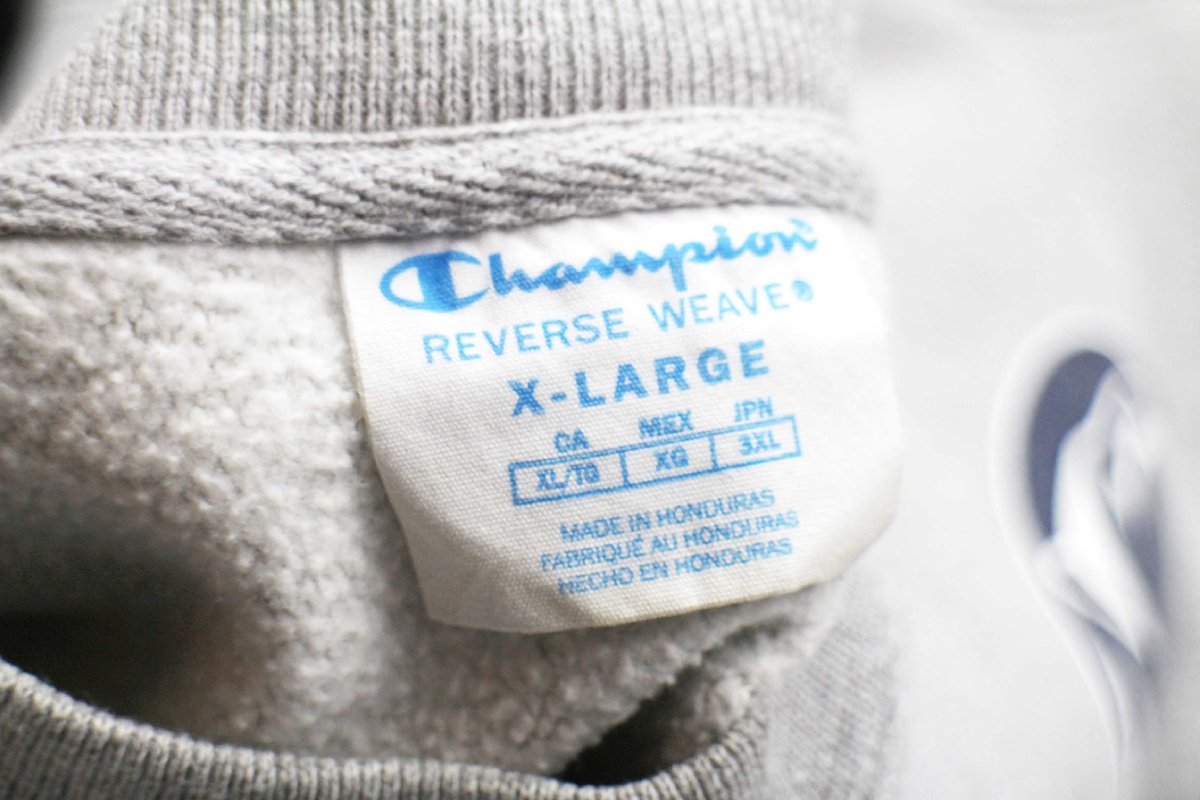 Champion
REVERSE WEAVE®
X-LARGE
CA MEX JPN
XL/TG XG 3XL
MADE IN HONDURAS
FABRIQUÉ AU HONDURAS
HECHO EN HONDURAS